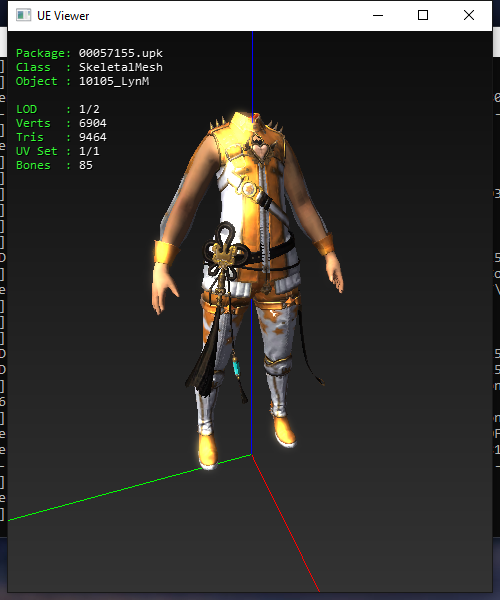 UE Viewer
Package: 00057155.upk
Class : SkeletalMesh
Object : 10105_LynM
LOD : 1/2
Verts : 6904
Tris : 9464
UV Set : 1/1
Bones : 85